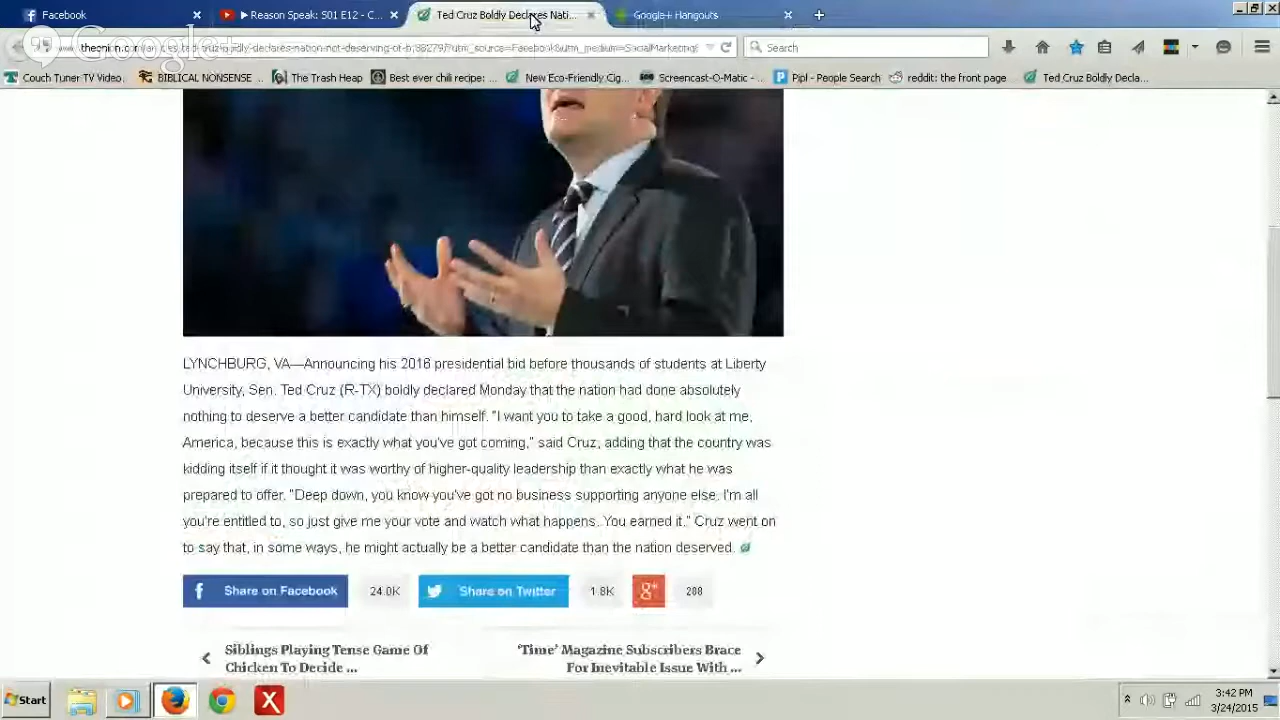 Facebook
Reason Speak: S01 E12 - C...
Ted Cruz Boldly Declares Nati...
Google+ Hangouts
Google+
Search
Couch Tuner-TV Video
BIBLICAL NONSENSE
The Trash Heap
Best ever chili recipe: ...
New Eco-Friendly Cig...
Screencast-O-Matic - ...
Pipl - People Search
reddit: the front page
Ted Cruz Boldly Decla...
LYNCHBURG, VA—Announcing his 2016 presidential bid before thousands of students at Liberty
University, Sen. Ted Cruz (R-TX) boldly declared Monday that the nation had done absolutely
nothing to deserve a better candidate than himself. "I want you to take a good, hard look at me,
America, because this is exactly what you've got coming," said Cruz, adding that the country was
kidding itself if it thought it was worthy of higher-quality leadership than exactly what he was
prepared to offer. "Deep down, you know you've got no business supporting anyone else. I'm all
you're entitled to, so just give me your vote and watch what happens. You earned it." Cruz went on
to say that, in some ways, he might actually be a better candidate than the nation deserved.
Share on Facebook
24.0K
Share on Twitter
1.8K
g+
288
Siblings Playing Tense Game Of
Chicken To Decide ...
'Time' Magazine Subscribers Brace
For Inevitable Issue With ...
Start
3:42 PM
3/24/2015